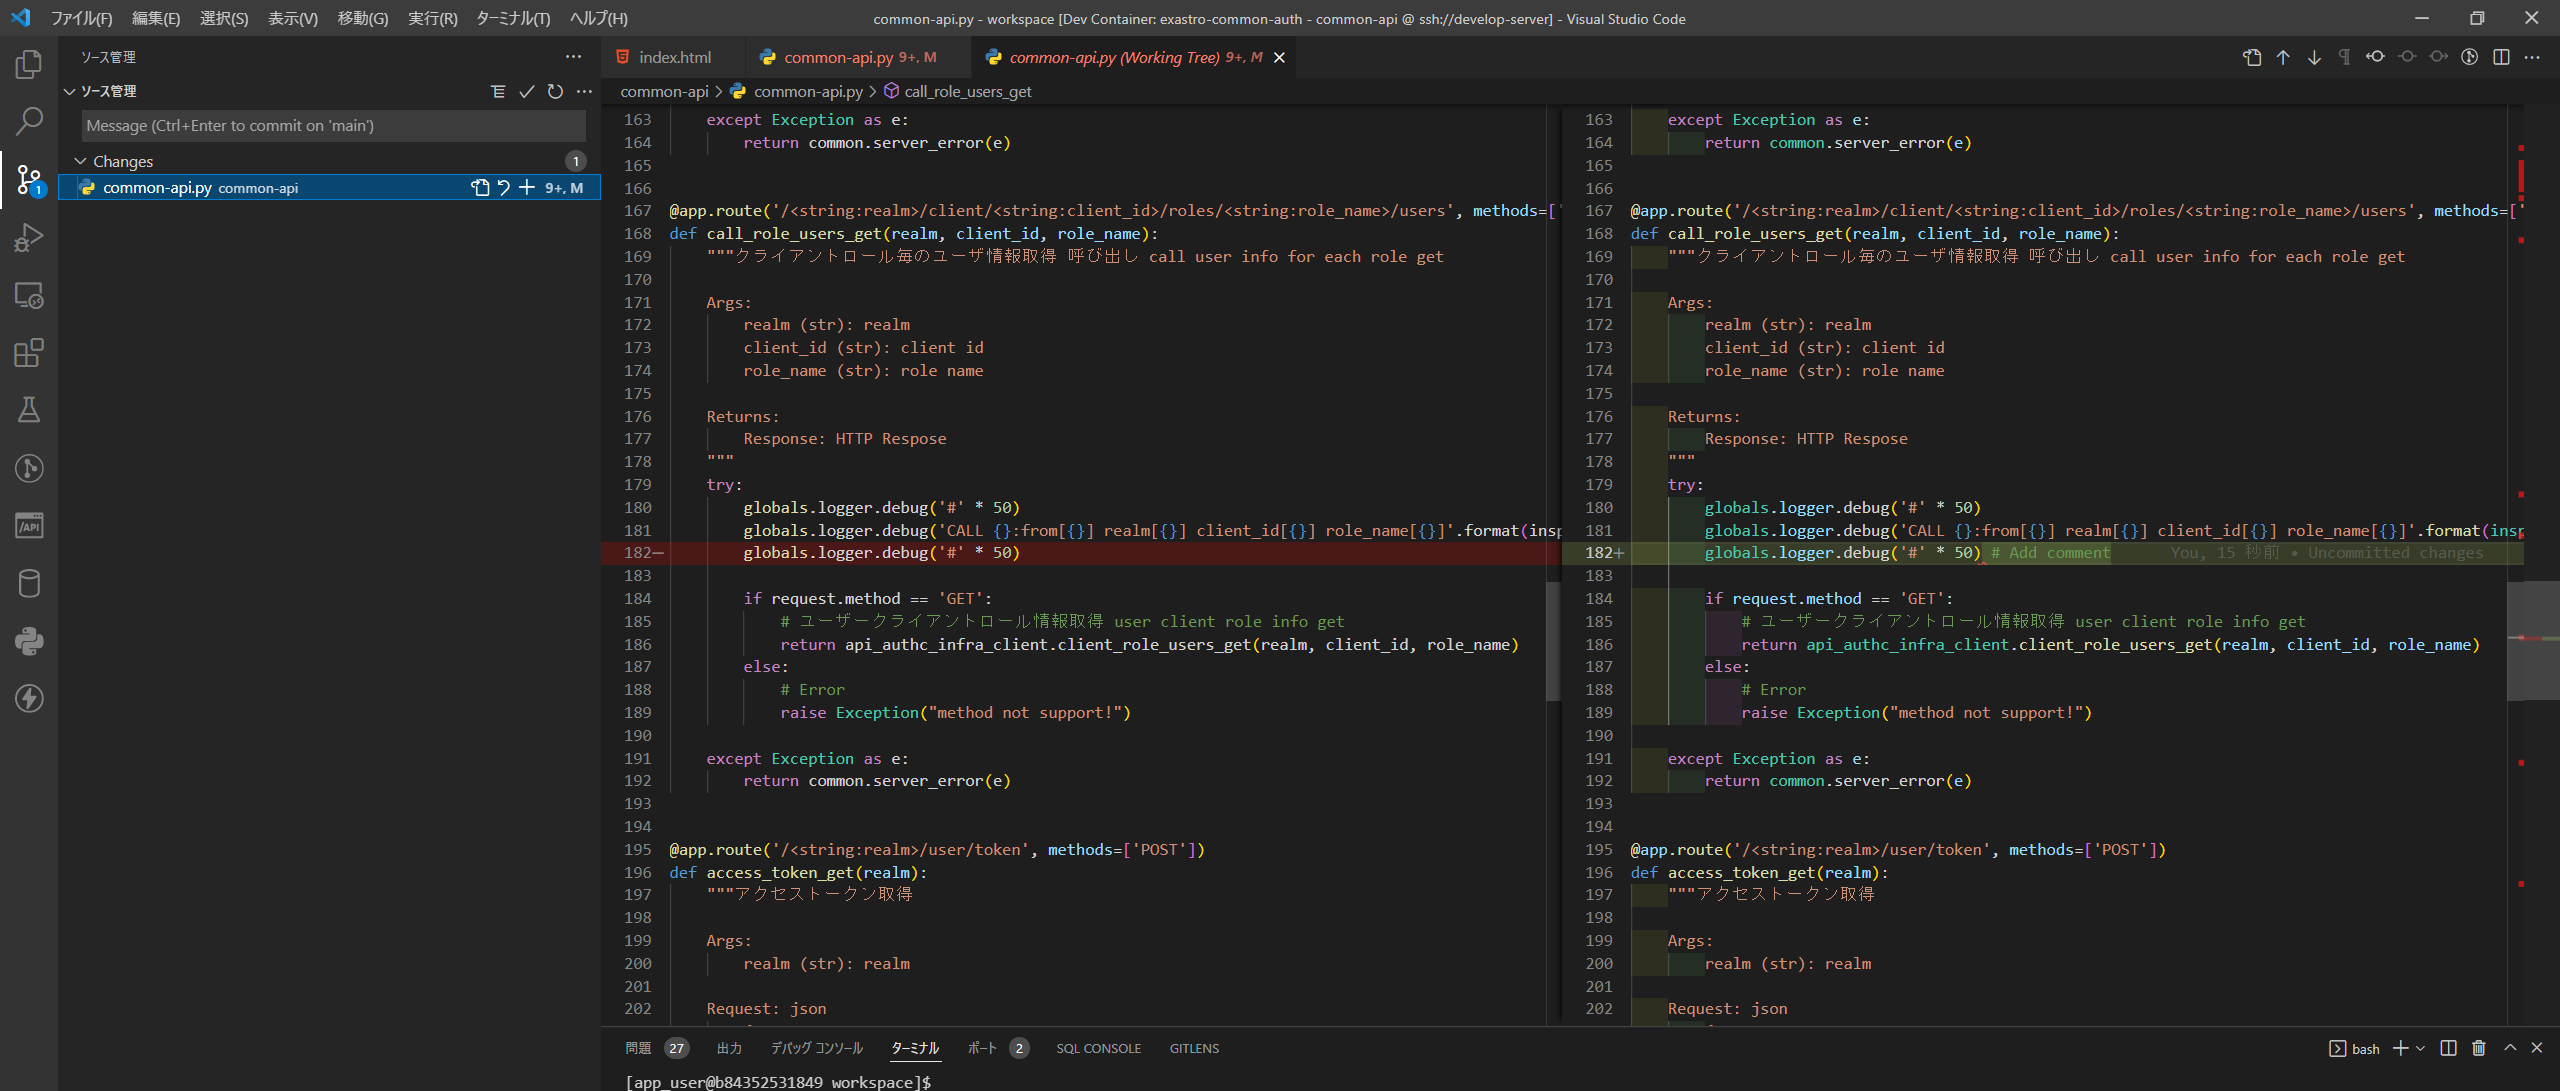 ファイル(F) 編集(E) 選択(S) 表示(V) 移動(G) 実行(R) ターミナル(T) ヘルプ(H)
common-api.py - workspace [Dev Container: exastro-common-auth - common-api @ ssh://develop-server] - Visual Studio Code
ソース管理
ソース管理
Message (Ctrl+Enter to commit on 'main')
Changes 1
common-api.py common-api 9+, M
1
/API
index.html
common-api.py 9+, M
common-api.py (Working Tree) 9+, M
common-api > common-api.py > call_role_users_get
163 except Exception as e:
164 return common.server_error(e)
165
166
167 @app.route('/<string:realm>/client/<string:client_id>/roles/<string:role_name>/users', methods=['
168 def call_role_users_get(realm, client_id, role_name):
169 """クライアントロール毎のユーザ情報取得 呼び出し call user info for each role get
170
171 Args:
172 realm (str): realm
173 client_id (str): client id
174 role_name (str): role name
175
176 Returns:
177 Response: HTTP Respose
178 """
179 try:
180 globals.logger.debug('#' * 50)
181 globals.logger.debug('CALL {}:from[{}] realm[{}] client_id[{}] role_name[{}]'.format(insp
182− globals.logger.debug('#' * 50)
183
184 if request.method == 'GET':
185 # ユーザークライアントロール情報取得 user client role info get
186 return api_authc_infra_client.client_role_users_get(realm, client_id, role_name)
187 else:
188 # Error
189 raise Exception("method not support!")
190
191 except Exception as e:
192 return common.server_error(e)
193
194
195 @app.route('/<string:realm>/user/token', methods=['POST'])
196 def access_token_get(realm):
197 """アクセストークン取得
198
199 Args:
200 realm (str): realm
201
202 Request: json
163 except Exception as e:
164 return common.server_error(e)
165
166
167 @app.route('/<string:realm>/client/<string:client_id>/roles/<string:role_name>/users', methods=['
168 def call_role_users_get(realm, client_id, role_name):
169 """クライアントロール毎のユーザ情報取得 呼び出し call user info for each role get
170
171 Args:
172 realm (str): realm
173 client_id (str): client id
174 role_name (str): role name
175
176 Returns:
177 Response: HTTP Respose
178 """
179 try:
180 globals.logger.debug('#' * 50)
181 globals.logger.debug('CALL {}:from[{}] realm[{}] client_id[{}] role_name[{}]'.format(insp
182+ globals.logger.debug('#' * 50) # Add comment You, 15 秒前 • Uncommitted changes
183
184 if request.method == 'GET':
185 # ユーザークライアントロール情報取得 user client role info get
186 return api_authc_infra_client.client_role_users_get(realm, client_id, role_name)
187 else:
188 # Error
189 raise Exception("method not support!")
190
191 except Exception as e:
192 return common.server_error(e)
193
194
195 @app.route('/<string:realm>/user/token', methods=['POST'])
196 def access_token_get(realm):
197 """アクセストークン取得
198
199 Args:
200 realm (str): realm
201
202 Request: json
問題 27 出力 デバッグ コンソール ターミナル ポート 2 SQL CONSOLE GITLENS
bash
[app_user@b84352531849 workspace]$